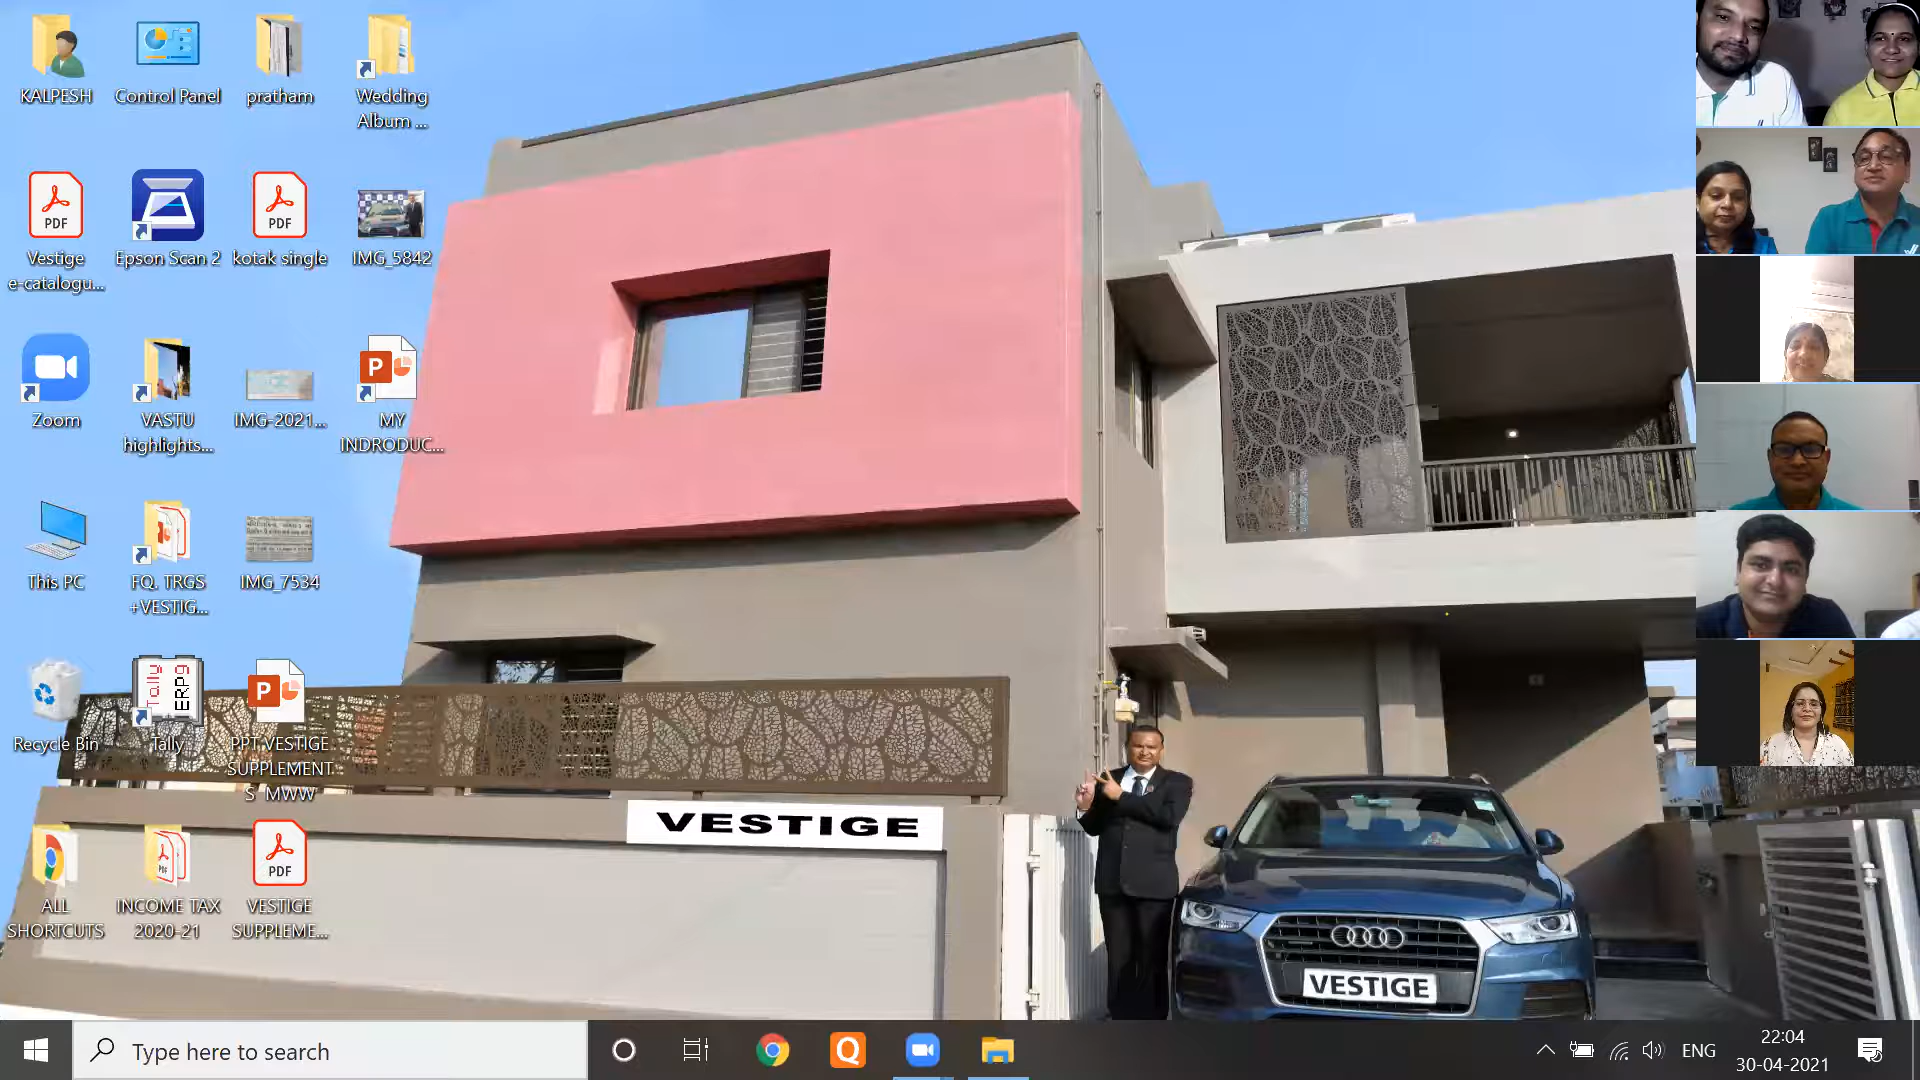 KALPESH
Control Panel
pratham
Wedding
Album ...
PDF
Vestige
e-catalogu...
Epson Scan 2
PDF
kotak single
IMG_5842
Zoom
VASTU
highlights...
IMG-2021...
P
MY
INDRODUC...
This PC
FQ. TRGS
+VESTIG...
IMG_7534
Recycle Bin
Tally
ERP9
Tally
P
PPT VESTIGE
SUPPLEMENT
S MWW
ALL
SHORTCUTS
PDF
INCOME TAX
2020-21
PDF
VESTIGE
SUPPLEME...
VESTIGE
VESTIGE
Type here to search
Q
ENG
22:04
30-04-2021